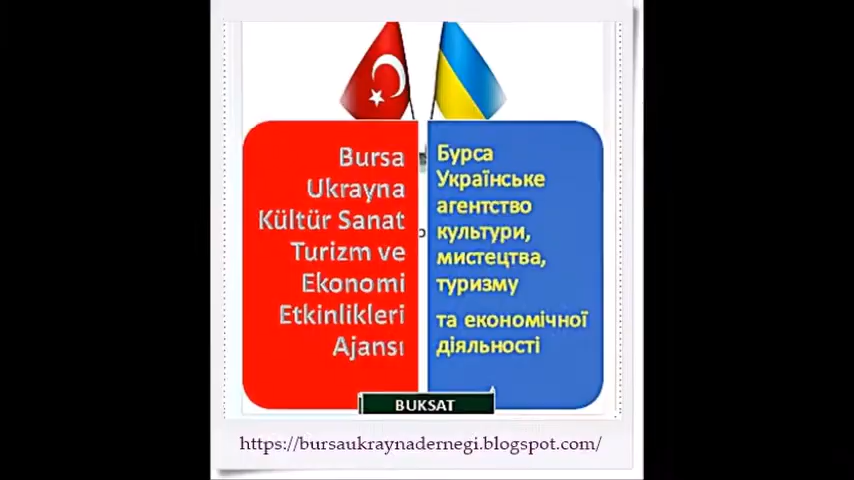 Bursa
Ukrayna
Kültür Sanat
Turizm ve
Ekonomi
Etkinlikleri
Ajansı
Бурса
Українське
агентство
культури,
мистецтва,
туризму
та економічної
діяльності
BUKSAT
https://bursaukraynadernegi.blogspot.com/